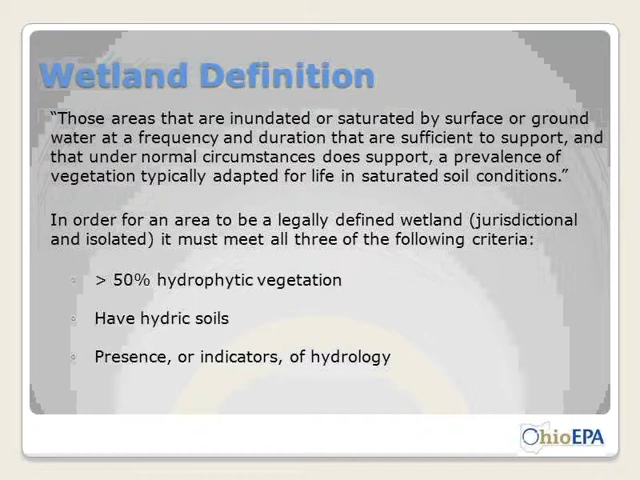 Wetland Definition
“Those areas that are inundated or saturated by surface or ground
water at a frequency and duration that are sufficient to support, and
that under normal circumstances does support, a prevalence of
vegetation typically adapted for life in saturated soil conditions.”
In order for an area to be a legally defined wetland (jurisdictional
and isolated) it must meet all three of the following criteria:
> 50% hydrophytic vegetation
Have hydric soils
Presence, or indicators, of hydrology
OhioEPA